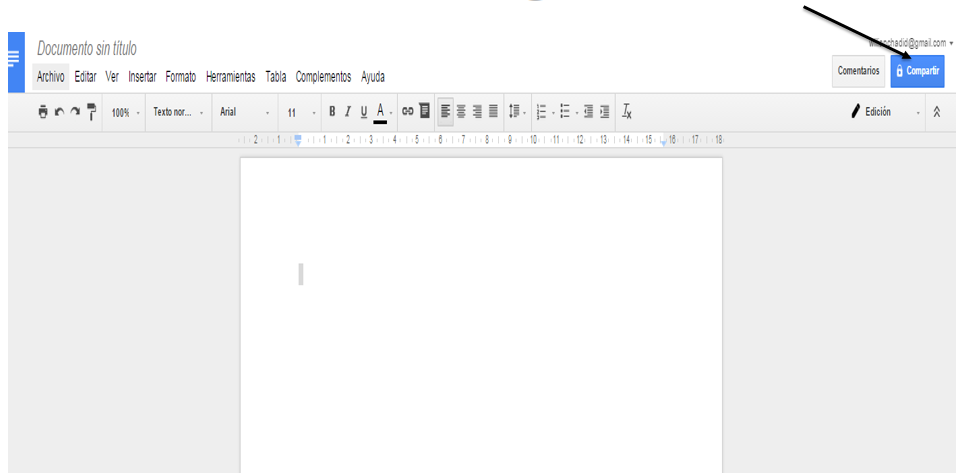 Documento sin título
@gmail.com
Archivo Editar Ver Insertar Formato Herramientas Tabla Complementos Ayuda
Comentarios Compartir
100% Texto nor... Arial 11 B I U A Edición
2 1 1 2 3 4 5 6 7 8 9 10 11 12 13 14 15 16 17 18